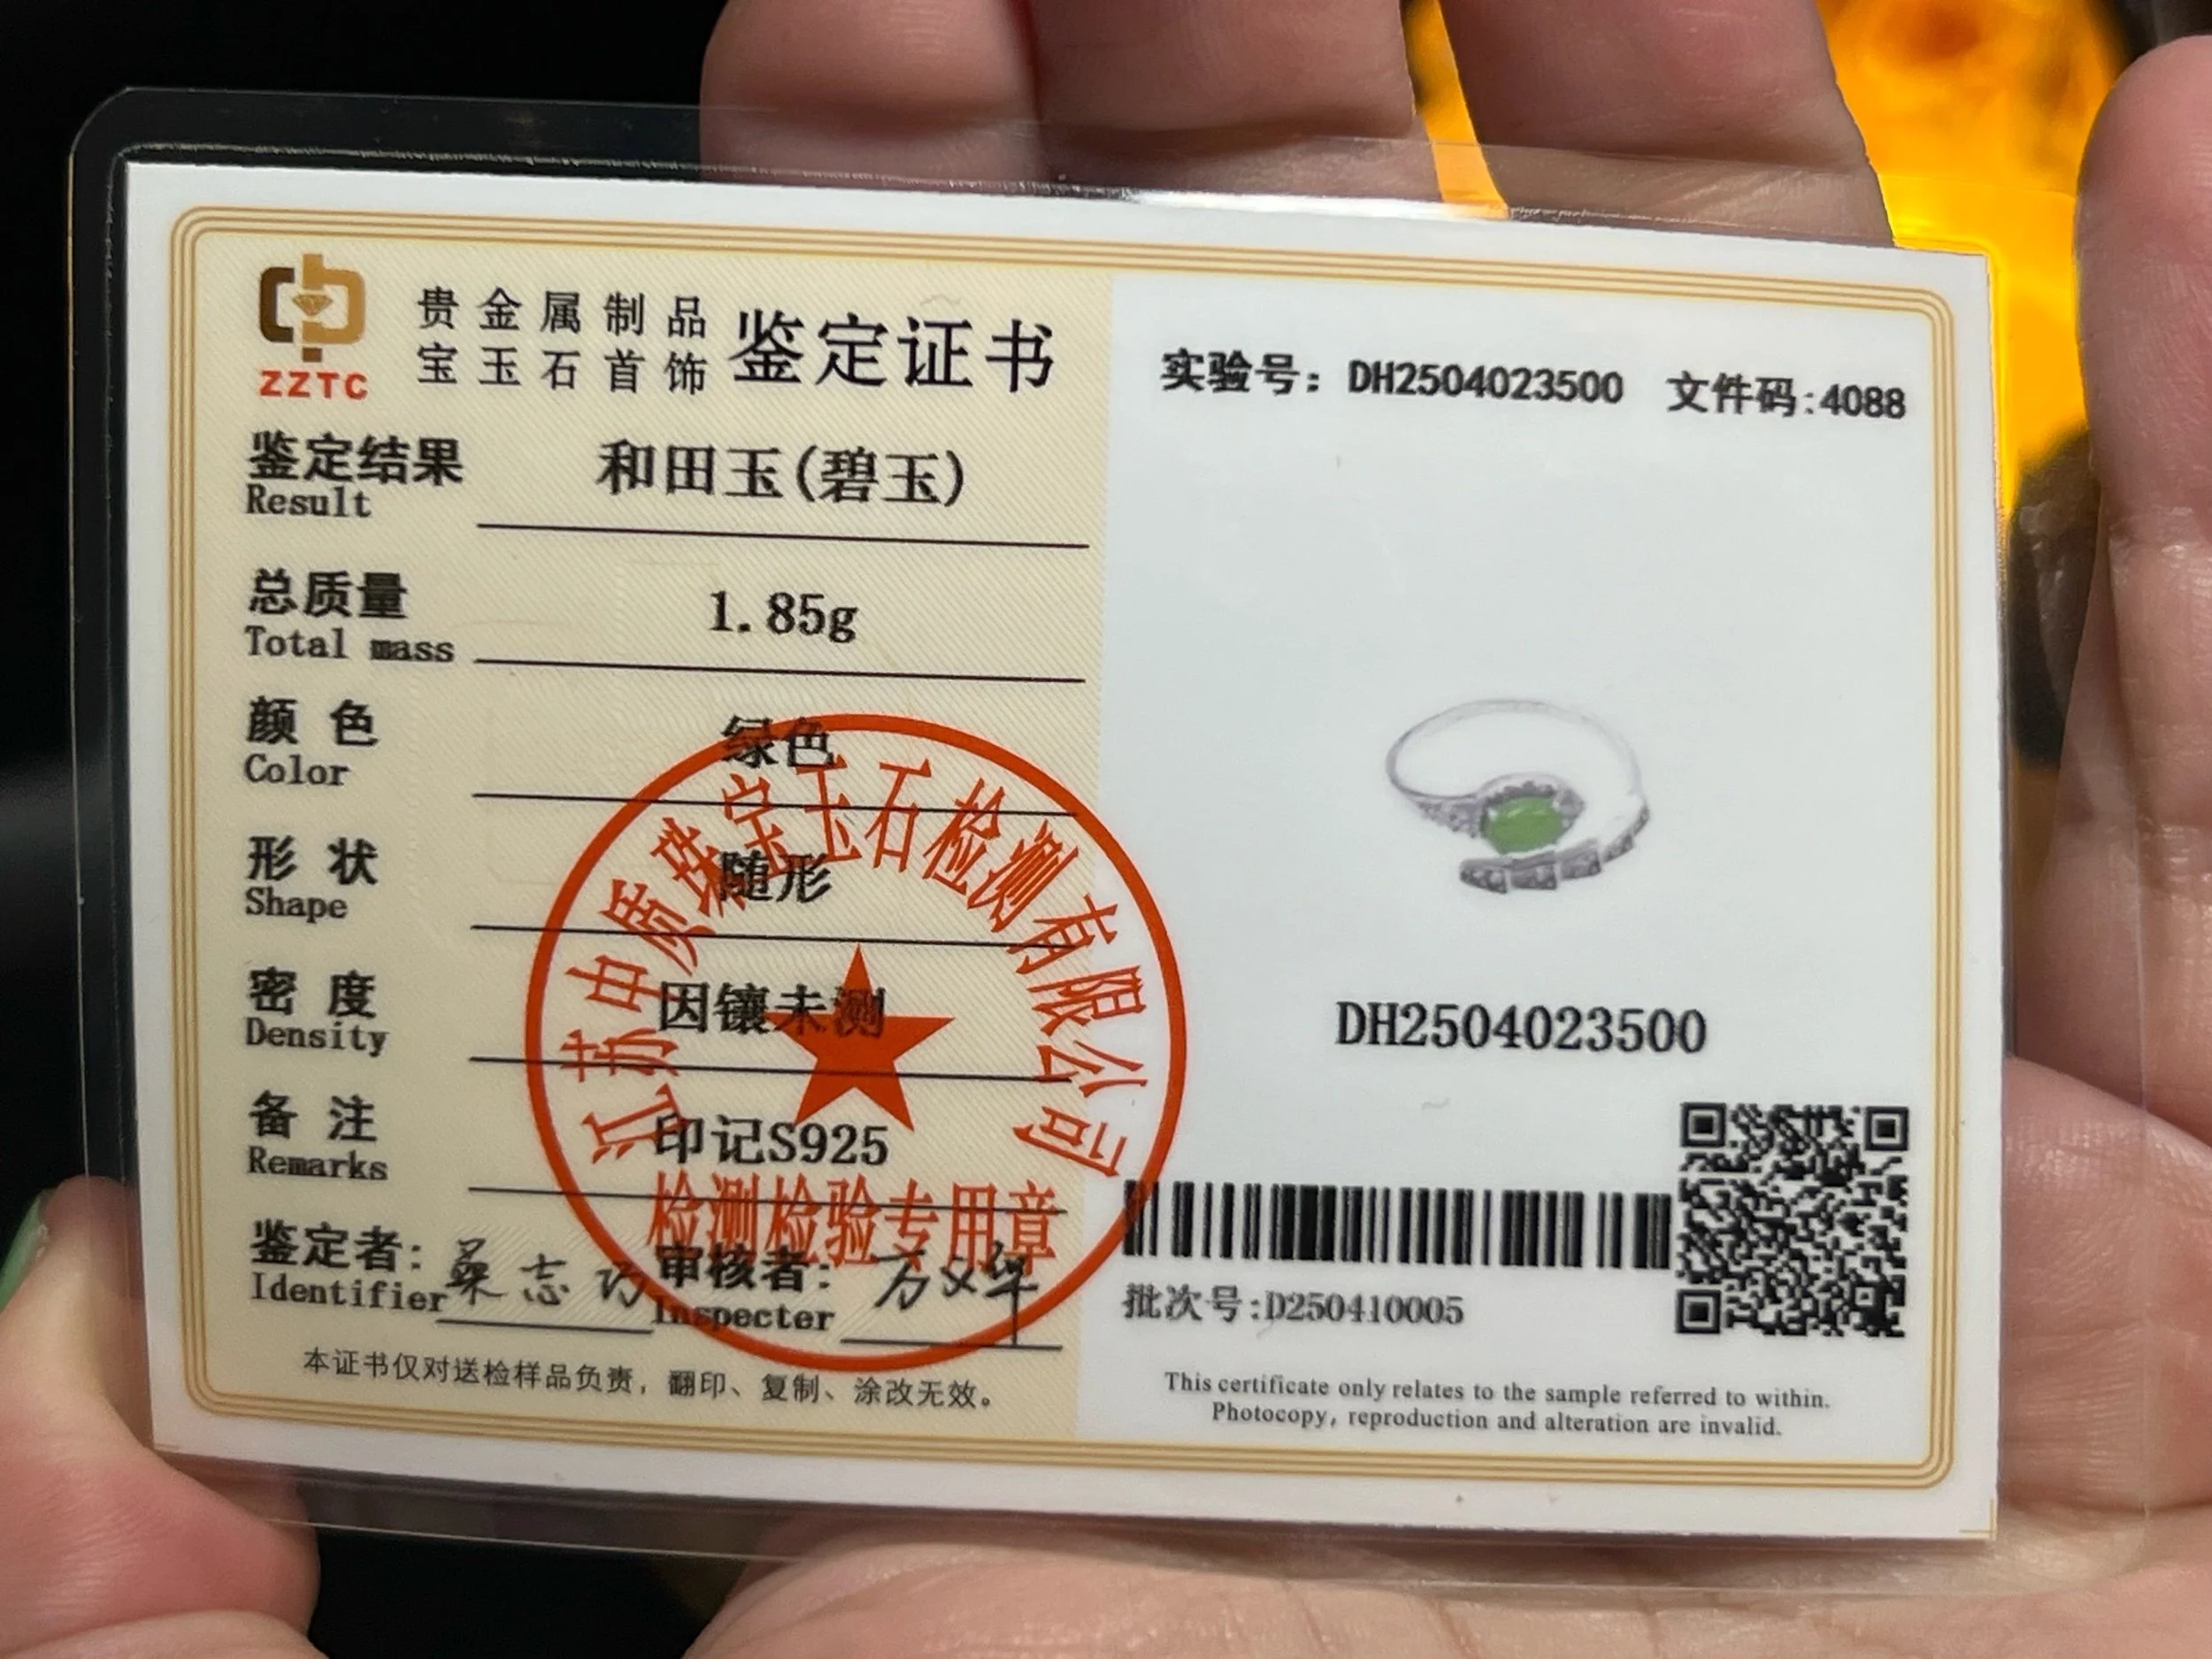 ZZTC
贵金属制品
宝玉石首饰
鉴定证书
鉴定结果 和田玉(碧玉)
Result
总质量 1.85g
Total mass
颜 色 绿色
Color
形 状 随形
Shape
密 度 因镶未测
Density
备 注 印记S925
Remarks
鉴定者: 审核者: 万义华
Identifier Inspecter
本证书仅对送检样品负责，翻印、复制、涂改无效。
江苏中质珠宝玉石检测有限公司
检测检验专用章
实验号：DH2504023500 文件码:4088
DH2504023500
批次号:D250410005
This certificate only relates to the sample referred to within.
Photocopy, reproduction and alteration are invalid.